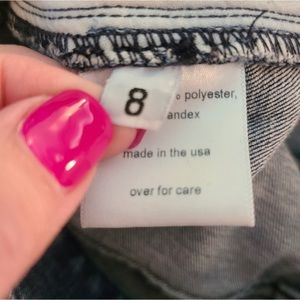 8
% polyester,
andex
made in the usa
over for care